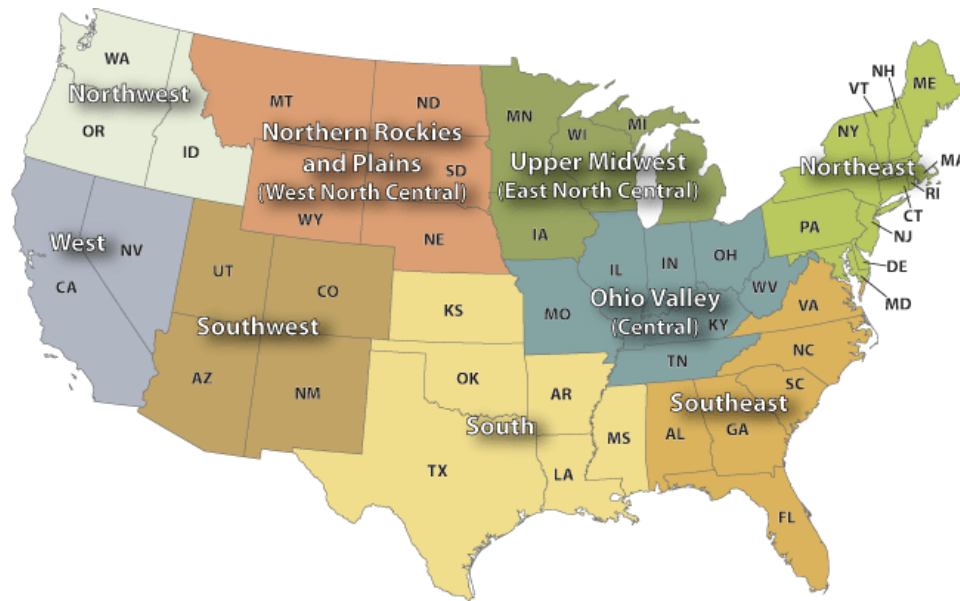 WA
Northwest
OR
ID
MT
ND
Northern Rockies
and Plains
(West North Central)
SD
WY
NE
MN
WI
MI
Upper Midwest
(East North Central)
IA
NH
VT
ME
NY
MA
Northeast
RI
CT
PA
NJ
DE
MD
West
NV
CA
UT
CO
Southwest
AZ
NM
KS
OK
AR
South
TX
LA
MS
IL
IN
OH
WV
Ohio Valley
(Central)
MO
KY
TN
VA
NC
SC
Southeast
AL
GA
FL